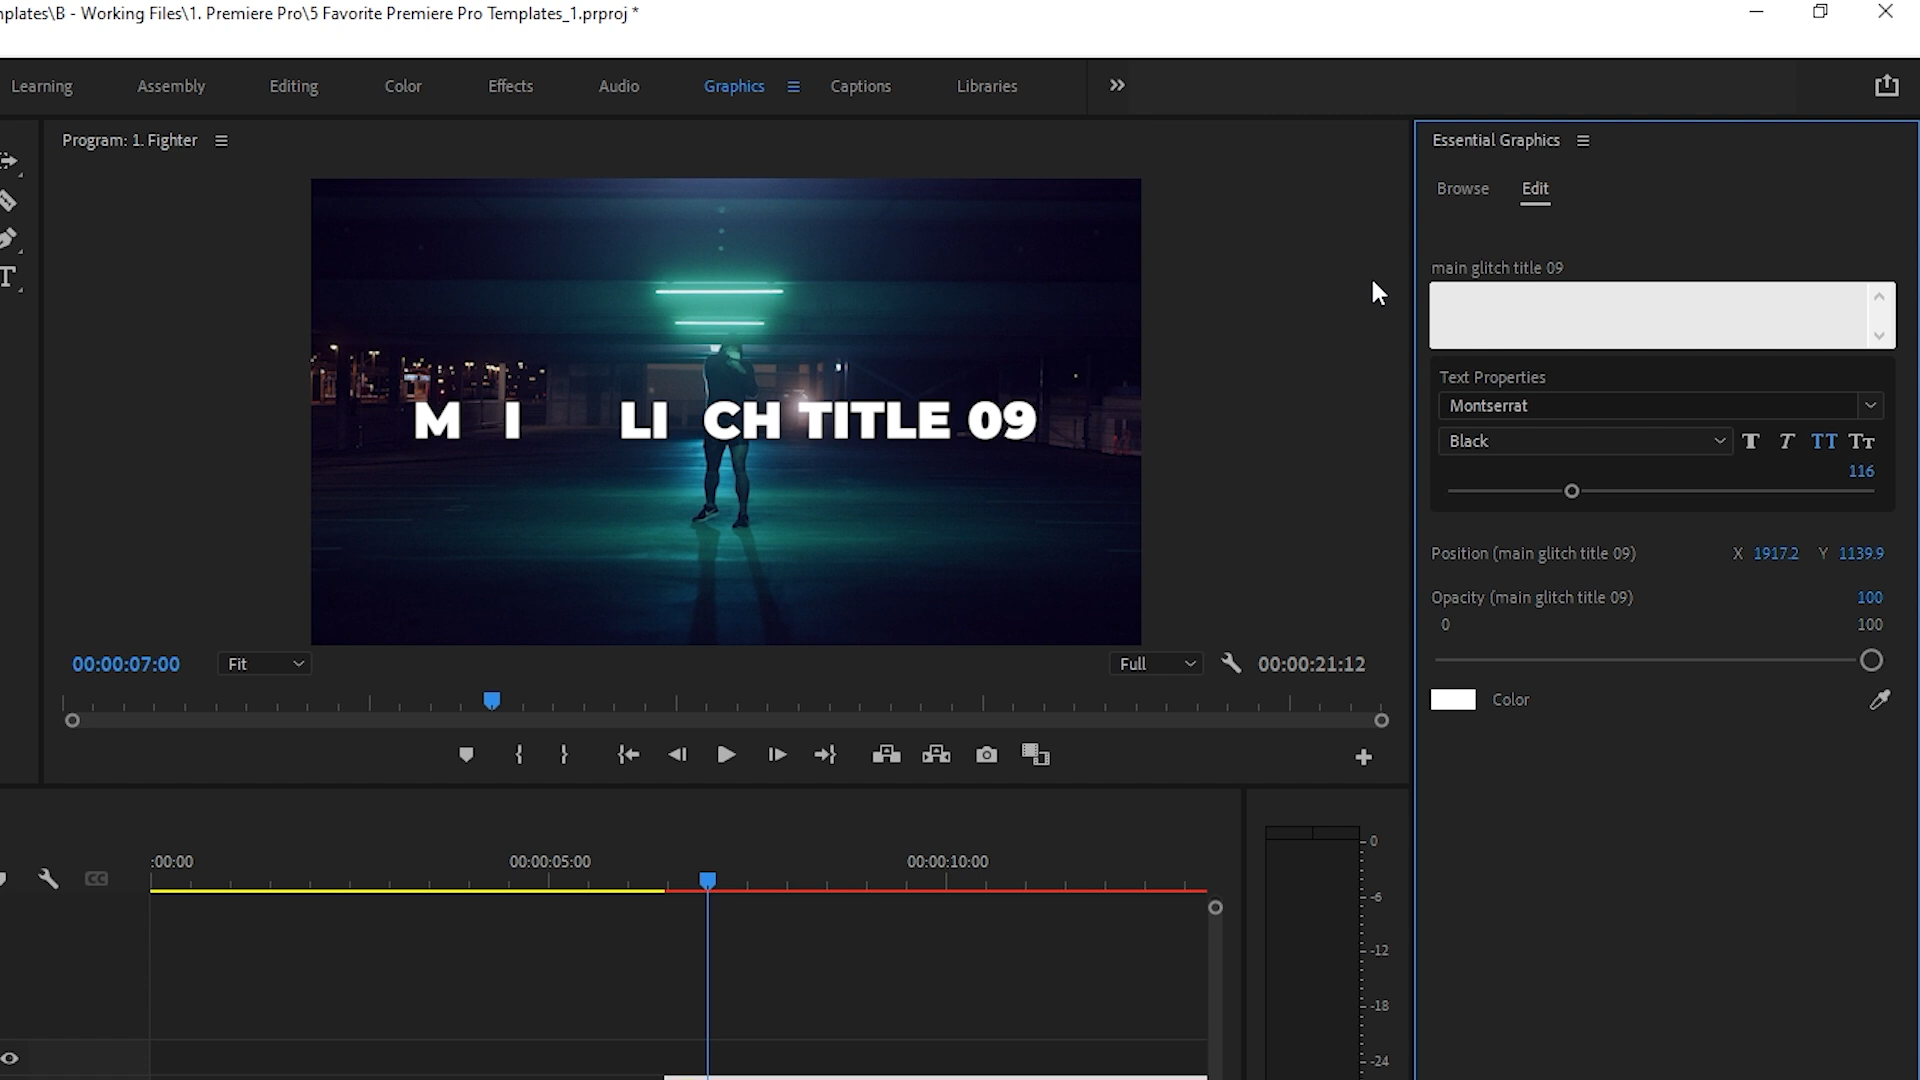 nplates\B - Working Files\1. Premiere Pro\5 Favorite Premiere Pro Templates_1.prproj *
Learning Assembly Editing Color Effects Audio Graphics Captions Libraries
Program: 1. Fighter
Essential Graphics
Browse Edit
main glitch title 09
Text Properties
Montserrat
Black T T TT TT
116
M I LI CH TITLE 09
Position (main glitch title 09) X 1917.2 Y 1139.9
Opacity (main glitch title 09) 100
0 100
00:00:07:00 Fit Full 00:00:21:12
Color
:00:00 00:00:05:00 00:00:10:00
CC
0
-6
-12
-18
-24
T